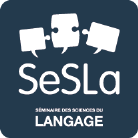 SeSLa
SÉMINAIRE DES SCIENCES DU
LANGAGE